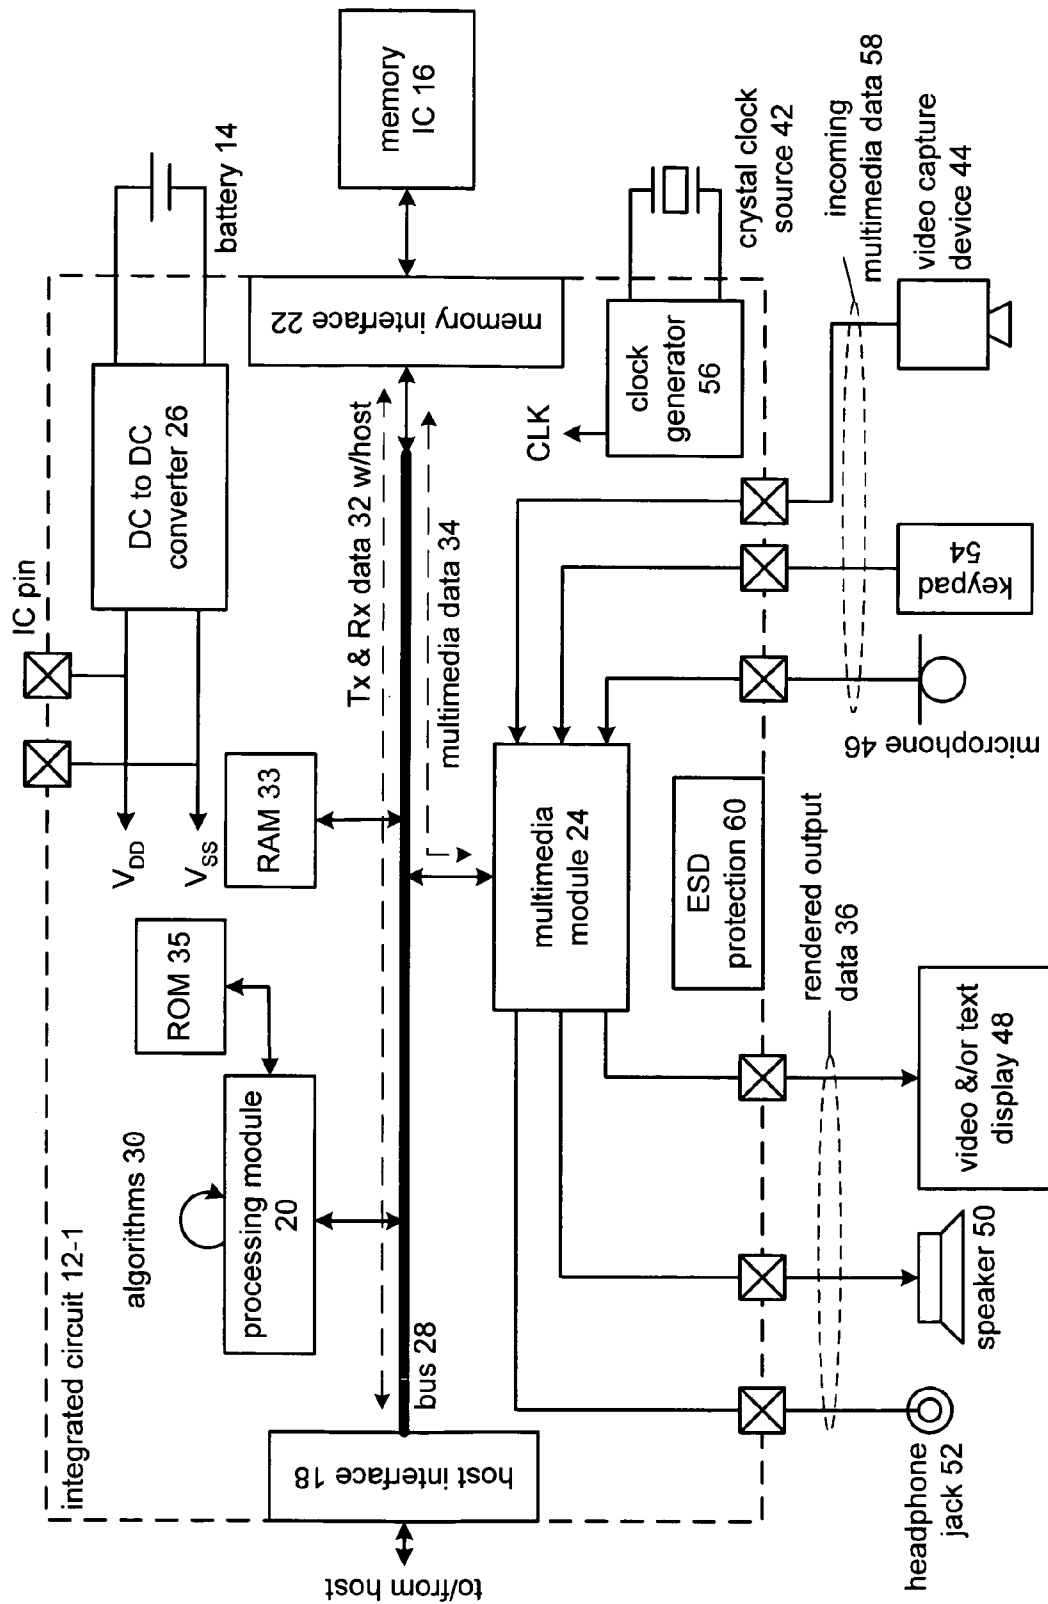 integrated circuit 12-1
IC pin
DC to DC
converter 26
battery 14
V_DD
V_SS
algorithms 30
processing module
20
ROM 35
RAM 33
Tx & Rx data 32 w/host
multimedia data 34
memory interface 22
memory
IC 16
to/from host
host interface 18
bus 28
multimedia
module 24
CLK
clock
generator
56
crystal clock
source 42
ESD
protection 60
rendered output
data 36
incoming
multimedia data 58
headphone
jack 52
speaker 50
video &/or text
display 48
microphone 46
keypad
54
video capture
device 44